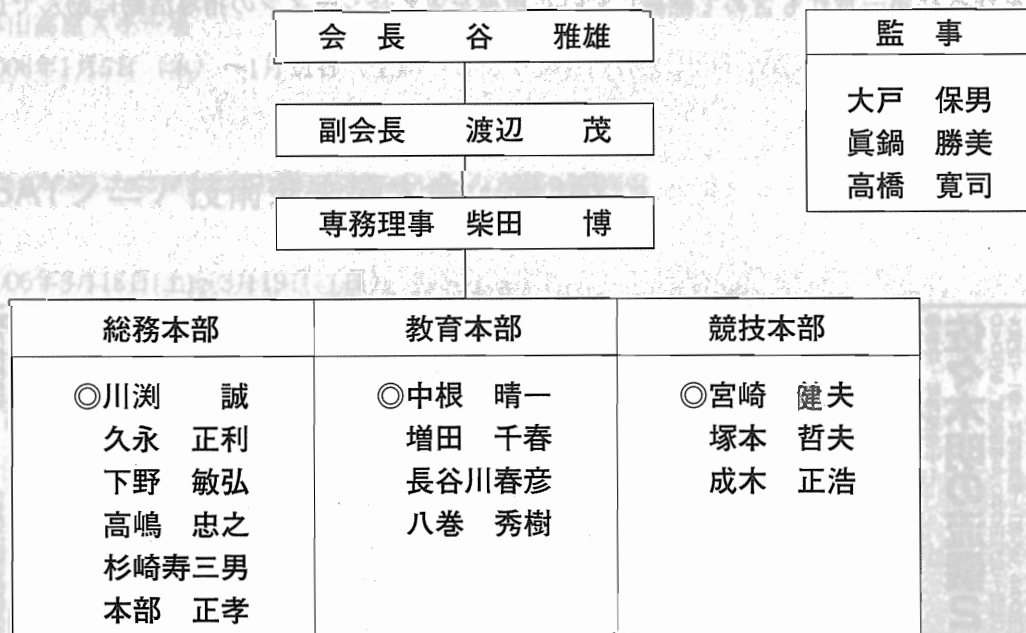 会 長 谷 雅雄
副会長 渡辺 茂
専務理事 柴田 博
監 事
大戸 保男
眞鍋 勝美
高橋 寛司
総務本部
◎川渕 誠
久永 正利
下野 敏弘
高嶋 忠之
杉崎寿三男
本部 正孝
教育本部
◎中根 晴一
増田 千春
長谷川春彦
八巻 秀樹
競技本部
◎宮崎 健夫
塚本 哲夫
成木 正浩